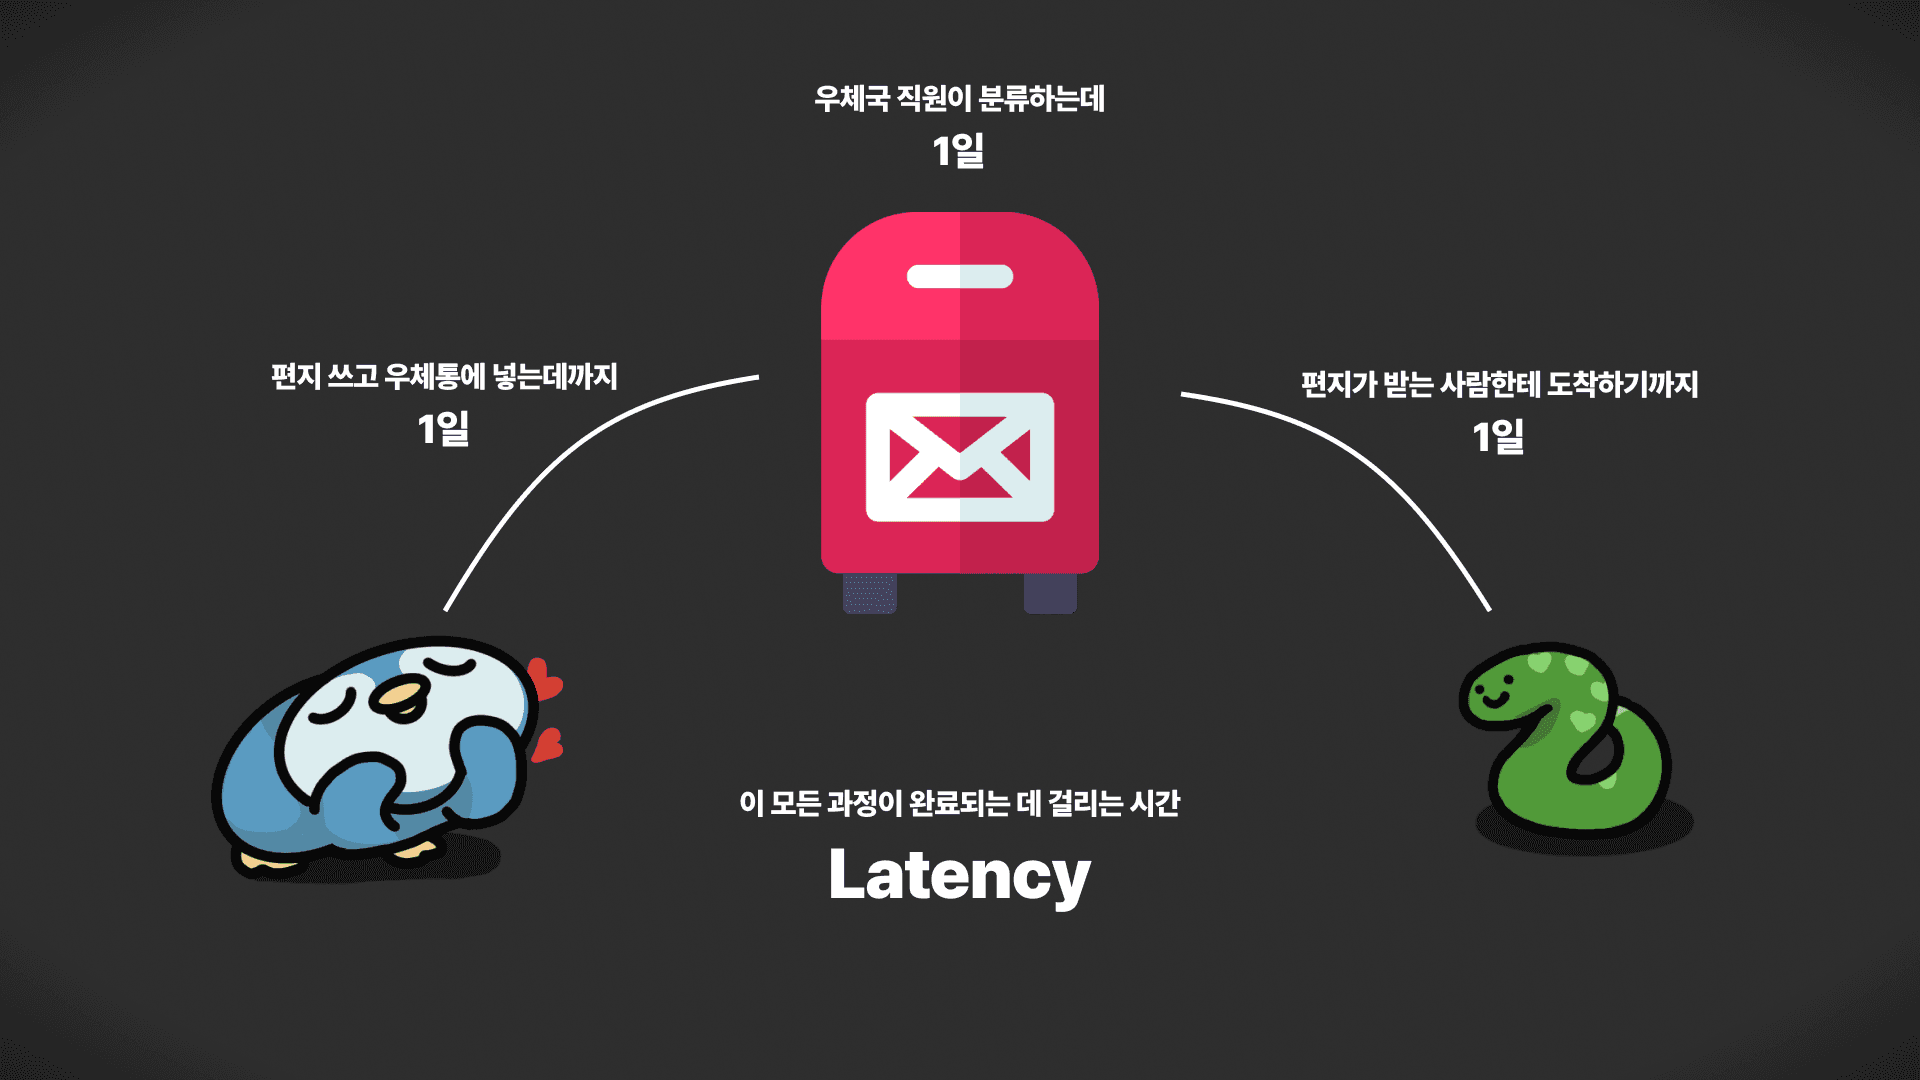 우체국 직원이 분류하는데
1일
편지 쓰고 우체통에 넣는데까지
1일
편지가 받는 사람한테 도착하기까지
1일
이 모든 과정이 완료되는 데 걸리는 시간
Latency